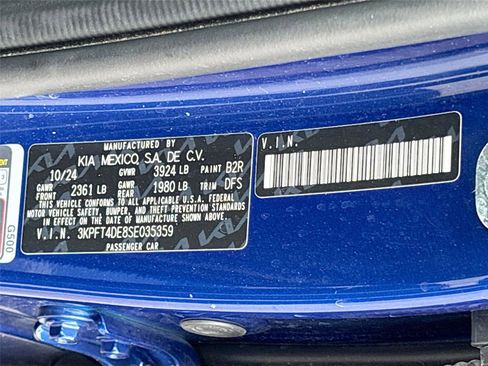 MANUFACTURED BY
KIA MEXICO, S.A. DE C.V.
10/24 GVWR 3924 LB PAINT B2R
GAWR FRONT 2361 LB GAWR REAR 1980 LB TRIM DFS
THIS VEHICLE CONFORMS TO ALL APPLICABLE U.S.A. FEDERAL
MOTOR VEHICLE SAFETY, BUMPER, AND THEFT PREVENTION
STANDARDS IN EFFECT ON THE DATE OF MANUFACTURE SHOWN ABOVE.
V.I.N. 3KPFT4DE8SE035359
PASSENGER CAR
V.I.N.
G500